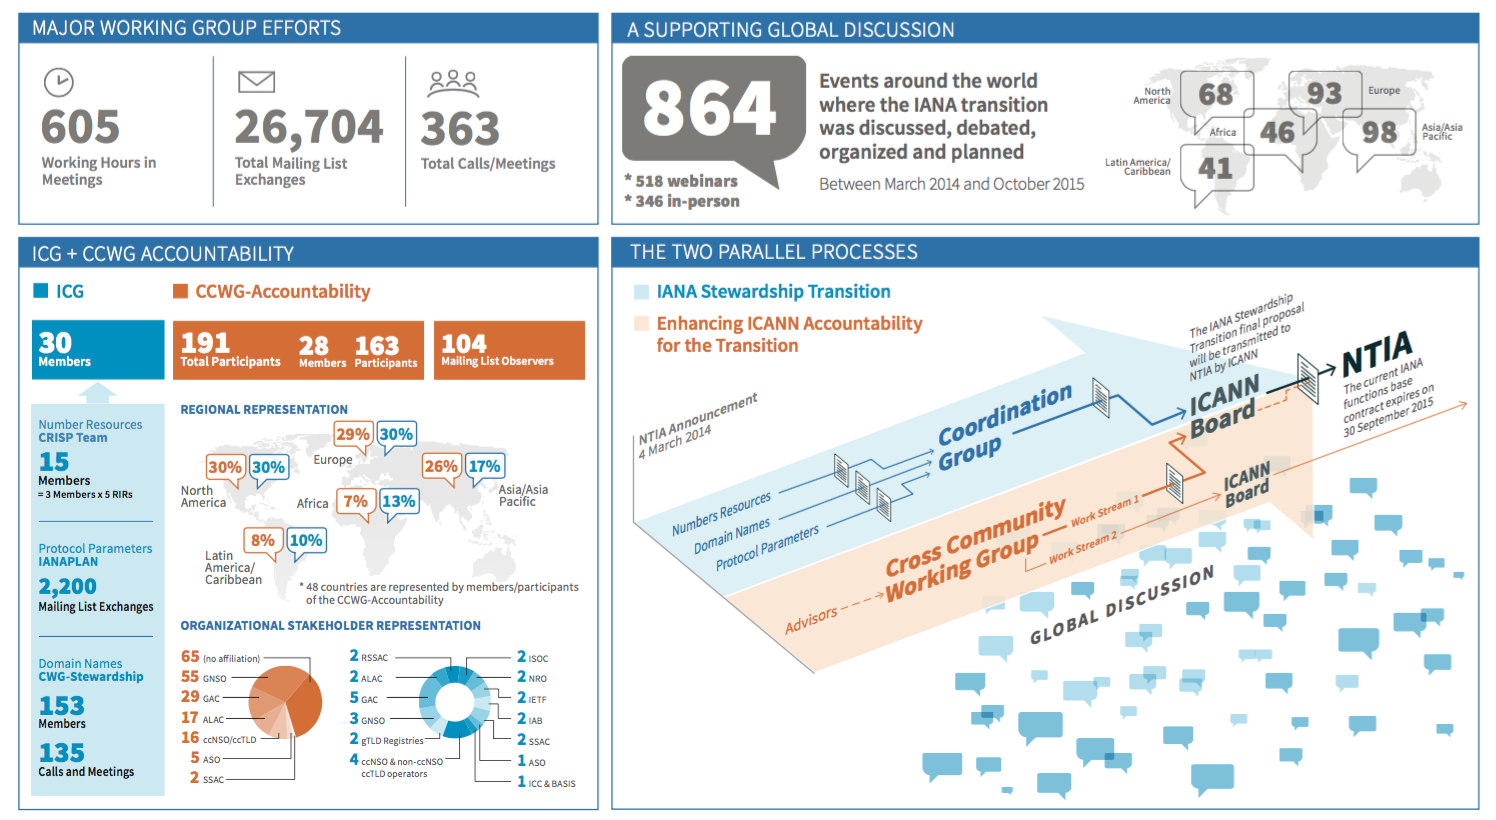 MAJOR WORKING GROUP EFFORTS
605
Working Hours in
Meetings
26,704
Total Mailing List
Exchanges
363
Total Calls/Meetings
A SUPPORTING GLOBAL DISCUSSION
864
* 518 webinars
* 346 in-person
Events around the world
where the IANA transition
was discussed, debated,
organized and planned
Between March 2014 and October 2015
North
America
68
93
Europe
Africa
46
98
Asia/Asia
Pacific
Latin America/
Caribbean
41
ICG + CCWG ACCOUNTABILITY
ICG
CCWG-Accountability
30
Members
191
Total Participants
28
Members
163
Participants
104
Mailing List Observers
Number Resources
CRISP Team
15
Members
= 3 Members x 5 RIRs
Protocol Parameters
IANAPLAN
2,200
Mailing List Exchanges
Domain Names
CWG-Stewardship
153
Members
135
Calls and Meetings
REGIONAL REPRESENTATION
29%
30%
Europe
30%
30%
North
America
26%
17%
Asia/Asia
Pacific
Africa
7%
13%
8%
10%
Latin
America/
Caribbean
* 48 countries are represented by members/participants
of the CCWG-Accountability
ORGANIZATIONAL STAKEHOLDER REPRESENTATION
65 (no affiliation)
55 GNSO
29 GAC
17 ALAC
16 ccNSO/ccTLD
5 ASO
2 SSAC
2 RSSAC
2 ALAC
5 GAC
3 GNSO
2 gTLD Registries
4 ccNSO & non-ccNSO
ccTLD operators
2 ISOC
2 NRO
2 IETF
2 IAB
2 SSAC
1 ASO
1 ICC & BASIS
THE TWO PARALLEL PROCESSES
IANA Stewardship Transition
Enhancing ICANN Accountability
for the Transition
NTIA Announcement
4 March 2014
Numbers Resources
Domain Names
Protocol Parameters
Coordination
Group
The IANA Stewardship
Transition final proposal
will be transmitted to
NTIA by ICANN
ICANN
Board
NTIA
The current IANA
functions base
contract expires on
30 September 2015
Advisors
Cross Community
Working Group
Work Stream 1
Work Stream 2
ICANN
Board
GLOBAL DISCUSSION